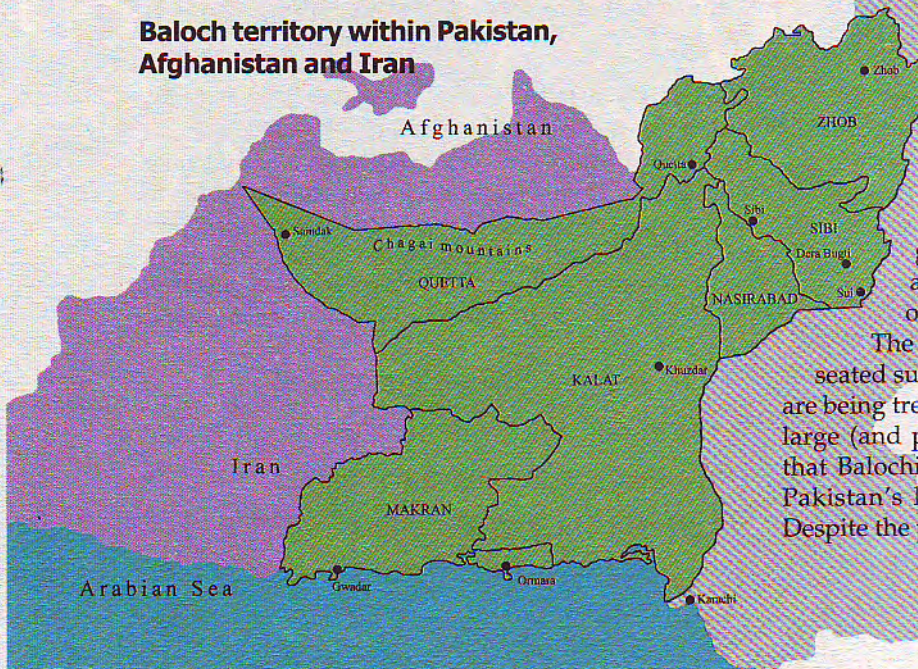 Baloch territory within Pakistan,
Afghanistan and Iran
Zhob
Afghanistan
ZHOB
Quetta
Saindak
Sibi
SIBI
Chagai mountains
Dera Bugti
QUETTA
Sui
NASIRABAD
The
seated su
KALAT
Khuzdar
are being tre
large (and p
that Balochi
Iran
Pakistan's
MAKRAN
Despite the
Arabian Sea
Gwadar
Ormara
Karachi